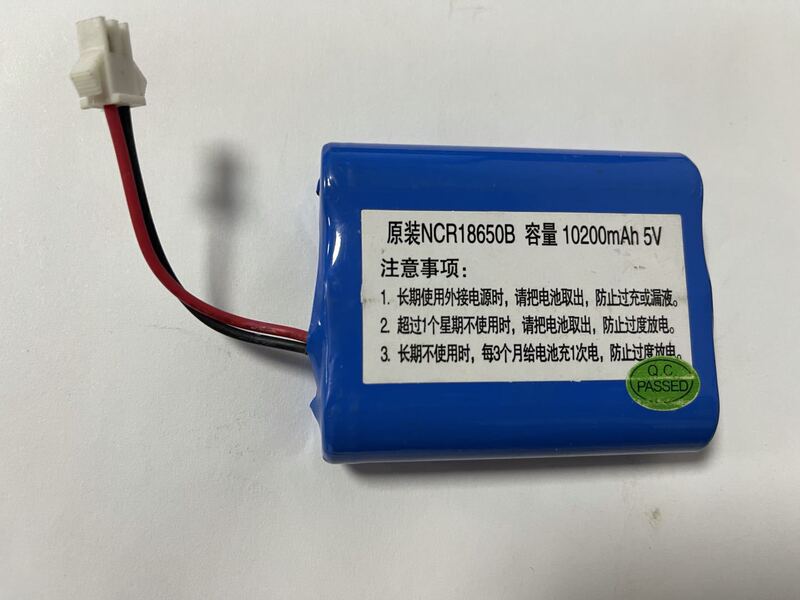 原装NCR18650B 容量 10200mAh 5V
注意事项：
1. 长期使用外接电源时，请把电池取出，防止过充或漏液。
2. 超过1个星期不使用时，请把电池取出，防止过度放电。
3. 长期不使用时，每3个月给电池充1次电，防止过度放电。
Q.C
PASSED